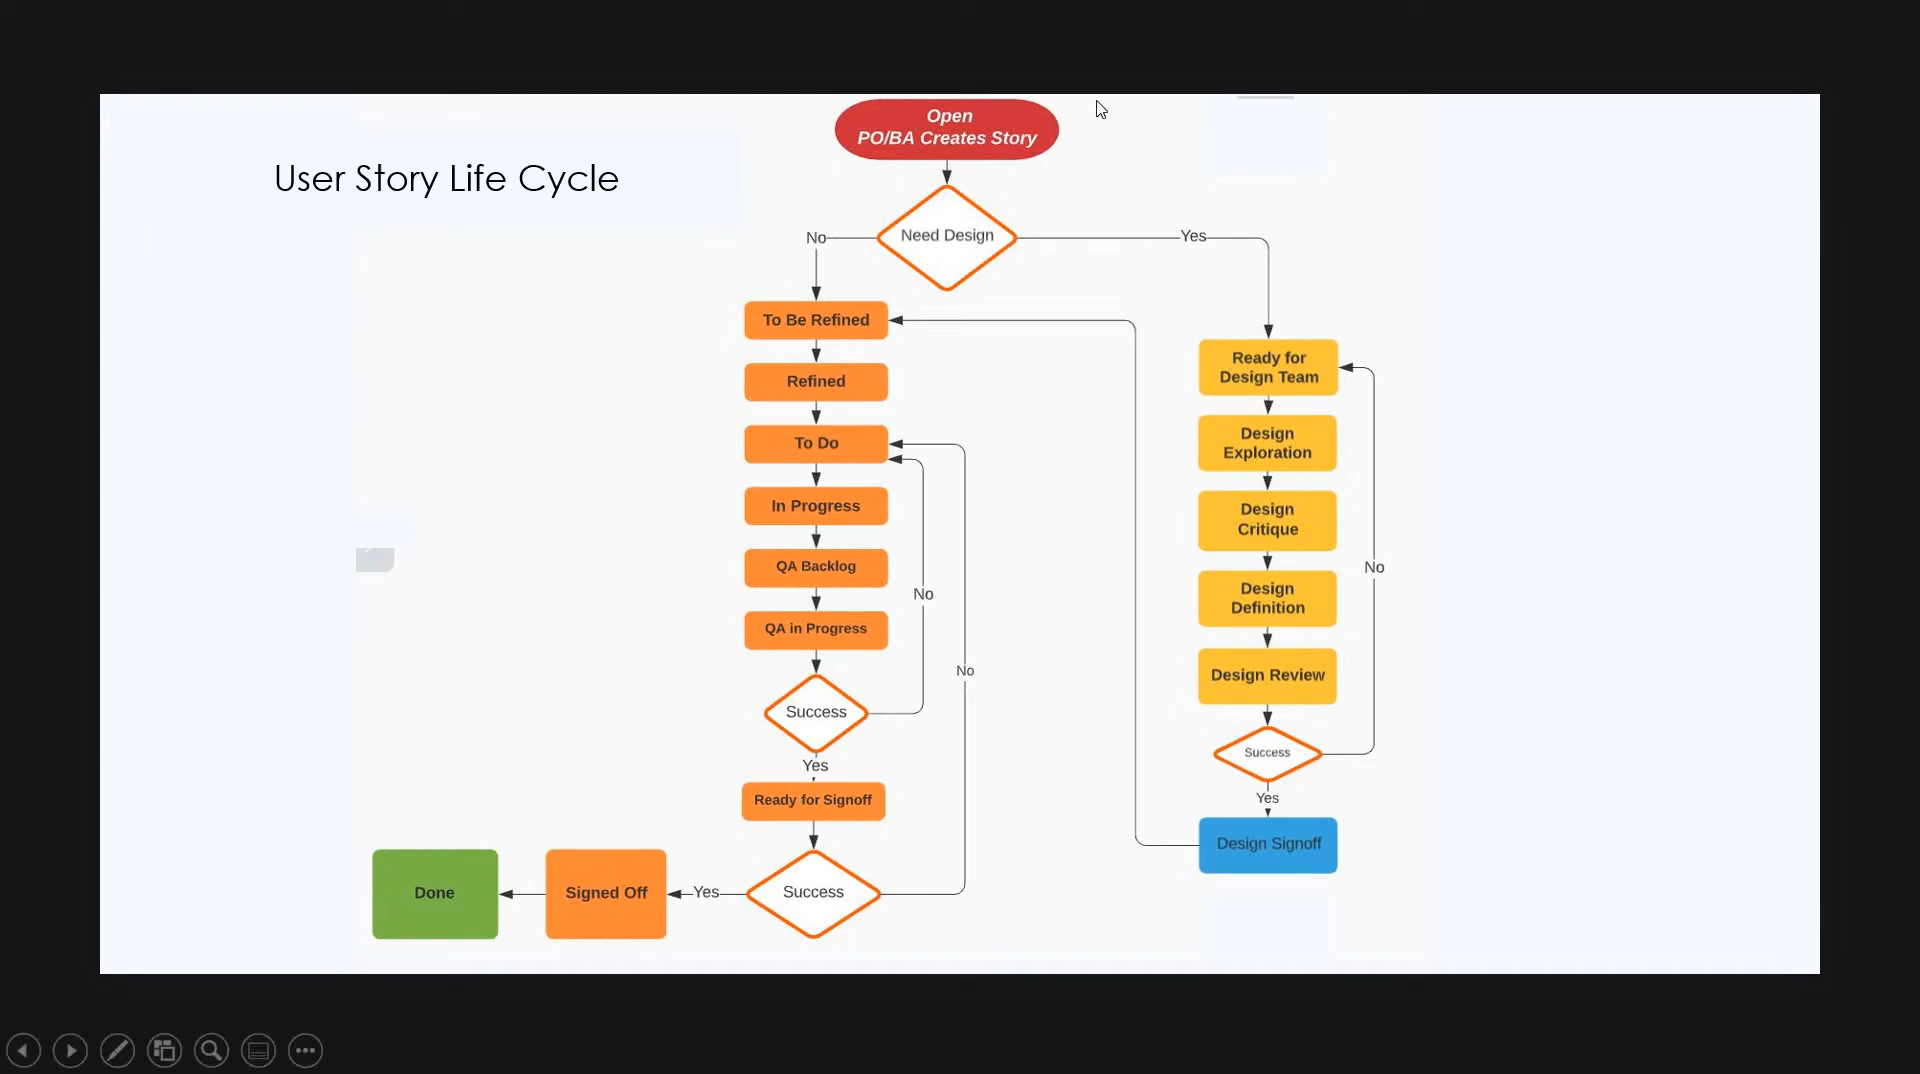 User Story Life Cycle
Open
PO/BA Creates Story
Need Design
No
Yes
To Be Refined
Refined
To Do
In Progress
QA Backlog
QA in Progress
Success
No
No
Yes
Ready for Signoff
Success
Yes
Signed Off
Done
Ready for
Design Team
Design
Exploration
Design
Critique
Design
Definition
Design Review
Success
No
Yes
Design Signoff